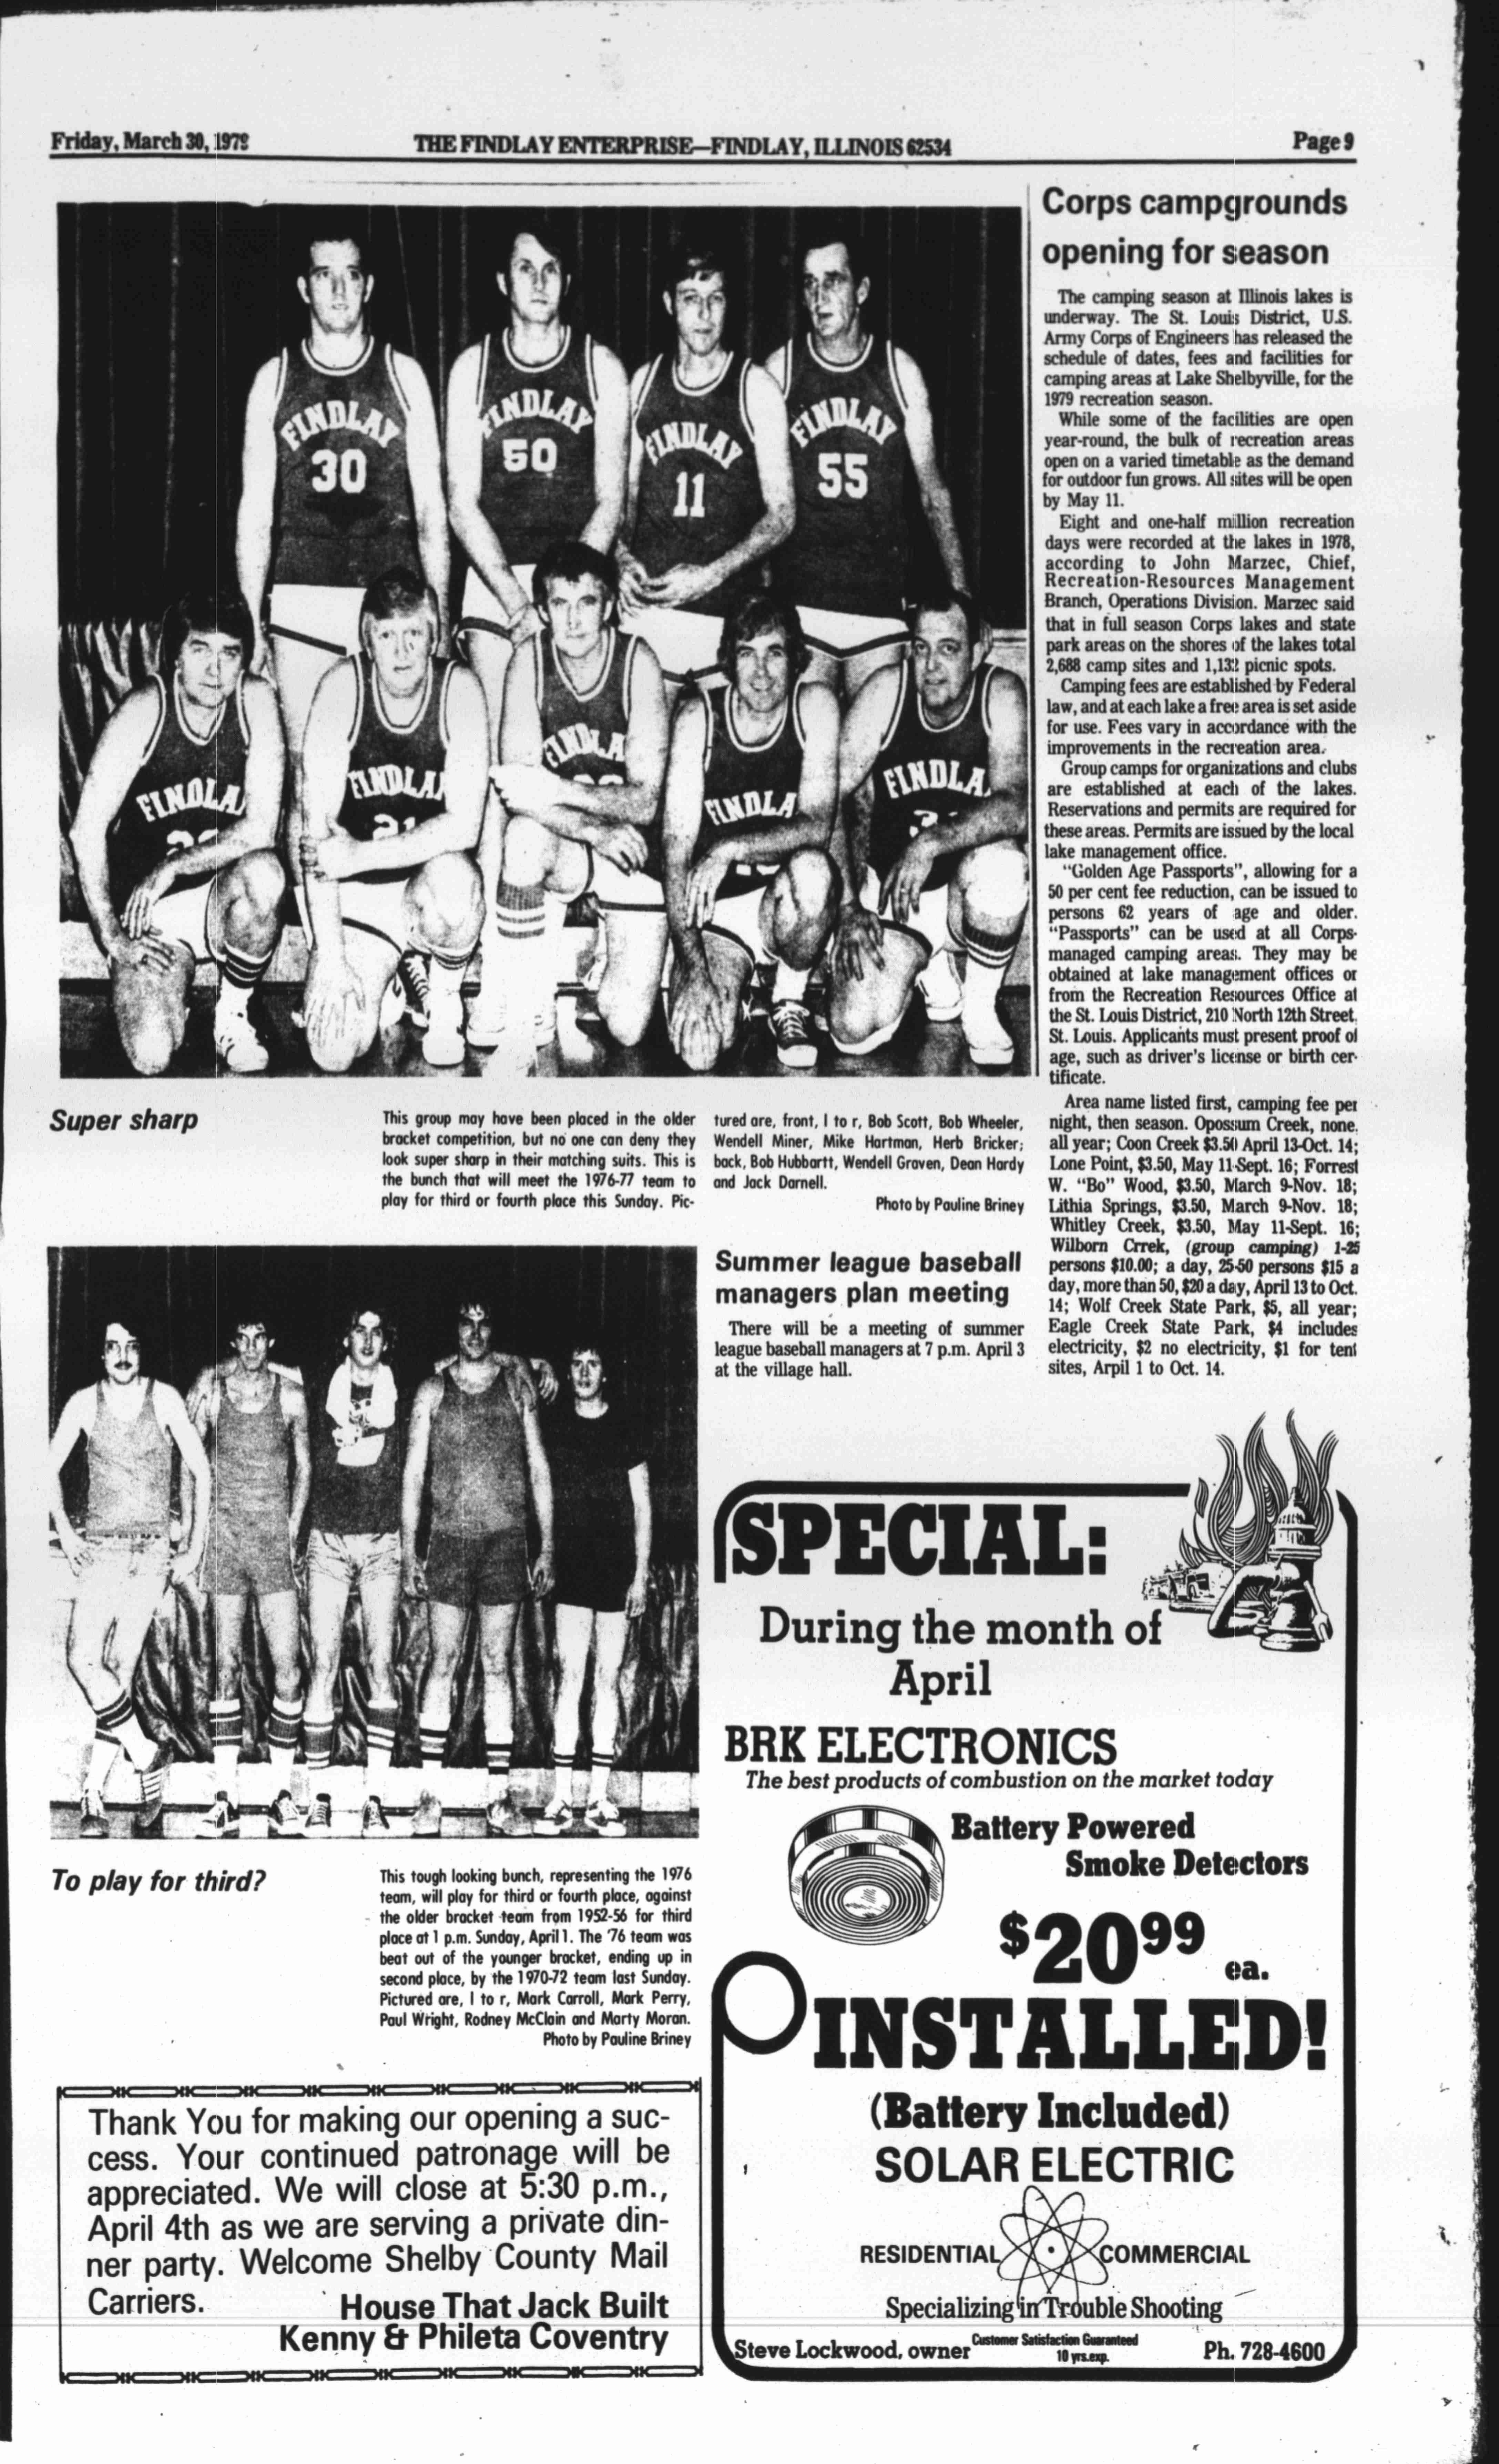 Friday, March 30, 1979
THE FINDLAY ENTERPRISE—FINDLAY, ILLINOIS 62534
Page 9
FINDLAY
30
FINDLAY
50
FINDLAY
11
FINDLAY
55
FINDLA
FINDLA
21
FINDLA
FINDLA
FINDLA
Super sharp
This group may have been placed in the older
bracket competition, but no one can deny they
look super sharp in their matching suits. This is
the bunch that will meet the 1976-77 team to
play for third or fourth place this Sunday. Pic-
tured are, front, l to r, Bob Scott, Bob Wheeler,
Wendell Miner, Mike Hartman, Herb Bricker;
back, Bob Hubbartt, Wendell Graven, Dean Hardy
and Jack Darnell.
Photo by Pauline Briney
Corps campgrounds
opening for season
The camping season at Illinois lakes is
underway. The St. Louis District, U.S.
Army Corps of Engineers has released the
schedule of dates, fees and facilities for
camping areas at Lake Shelbyville, for the
1979 recreation season.
While some of the facilities are open
year-round, the bulk of recreation areas
open on a varied timetable as the demand
for outdoor fun grows. All sites will be open
by May 11.
Eight and one-half million recreation
days were recorded at the lakes in 1978,
according to John Marzec, Chief,
Recreation-Resources Management
Branch, Operations Division. Marzec said
that in full season Corps lakes and state
park areas on the shores of the lakes total
2,688 camp sites and 1,132 picnic spots.
Camping fees are established by Federal
law, and at each lake a free area is set aside
for use. Fees vary in accordance with the
improvements in the recreation area.
Group camps for organizations and clubs
are established at each of the lakes.
Reservations and permits are required for
these areas. Permits are issued by the local
lake management office.
"Golden Age Passports", allowing for a
50 per cent fee reduction, can be issued to
persons 62 years of age and older.
"Passports" can be used at all Corps-
managed camping areas. They may be
obtained at lake management offices or
from the Recreation Resources Office at
the St. Louis District, 210 North 12th Street,
St. Louis. Applicants must present proof of
age, such as driver's license or birth cer-
tificate.
Area name listed first, camping fee per
night, then season. Opossum Creek, none,
all year; Coon Creek $3.50 April 13-Oct. 14;
Lone Point, $3.50, May 11-Sept. 16; Forrest
W. "Bo" Wood, $3.50, March 9-Nov. 18;
Lithia Springs, $3.50, March 9-Nov. 18;
Whitley Creek, $3.50, May 11-Sept. 16;
Wilborn Crrek, (group camping) 1-25
persons $10.00; a day, 25-50 persons $15 a
day, more than 50, $20 a day, April 13 to Oct.
14; Wolf Creek State Park, $5, all year;
Eagle Creek State Park, $4 includes
electricity, $2 no electricity, $1 for tent
sites, Arpil 1 to Oct. 14.
Summer league baseball
managers plan meeting
There will be a meeting of summer
league baseball managers at 7 p.m. April 3
at the village hall.
To play for third?
This tough looking bunch, representing the 1976
team, will play for third or fourth place, against
the older bracket team from 1952-56 for third
place at 1 p.m. Sunday, April 1. The '76 team was
beat out of the younger bracket, ending up in
second place, by the 1970-72 team last Sunday.
Pictured are, l to r, Mark Carroll, Mark Perry,
Paul Wright, Rodney McClain and Marty Moran.
Photo by Pauline Briney
Thank You for making our opening a suc-
cess. Your continued patronage will be
appreciated. We will close at 5:30 p.m.,
April 4th as we are serving a private din-
ner party. Welcome Shelby County Mail
Carriers.
House That Jack Built
Kenny & Phileta Coventry
SPECIAL:
During the month of
April
BRK ELECTRONICS
The best products of combustion on the market today
Battery Powered
Smoke Detectors
$20 99 ea.
INSTALLED!
(Battery Included)
SOLAR ELECTRIC
RESIDENTIAL COMMERCIAL
Specializing in Trouble Shooting
Steve Lockwood, owner
Customer Satisfaction Guaranteed
10 yrs. exp.
Ph. 728-4600